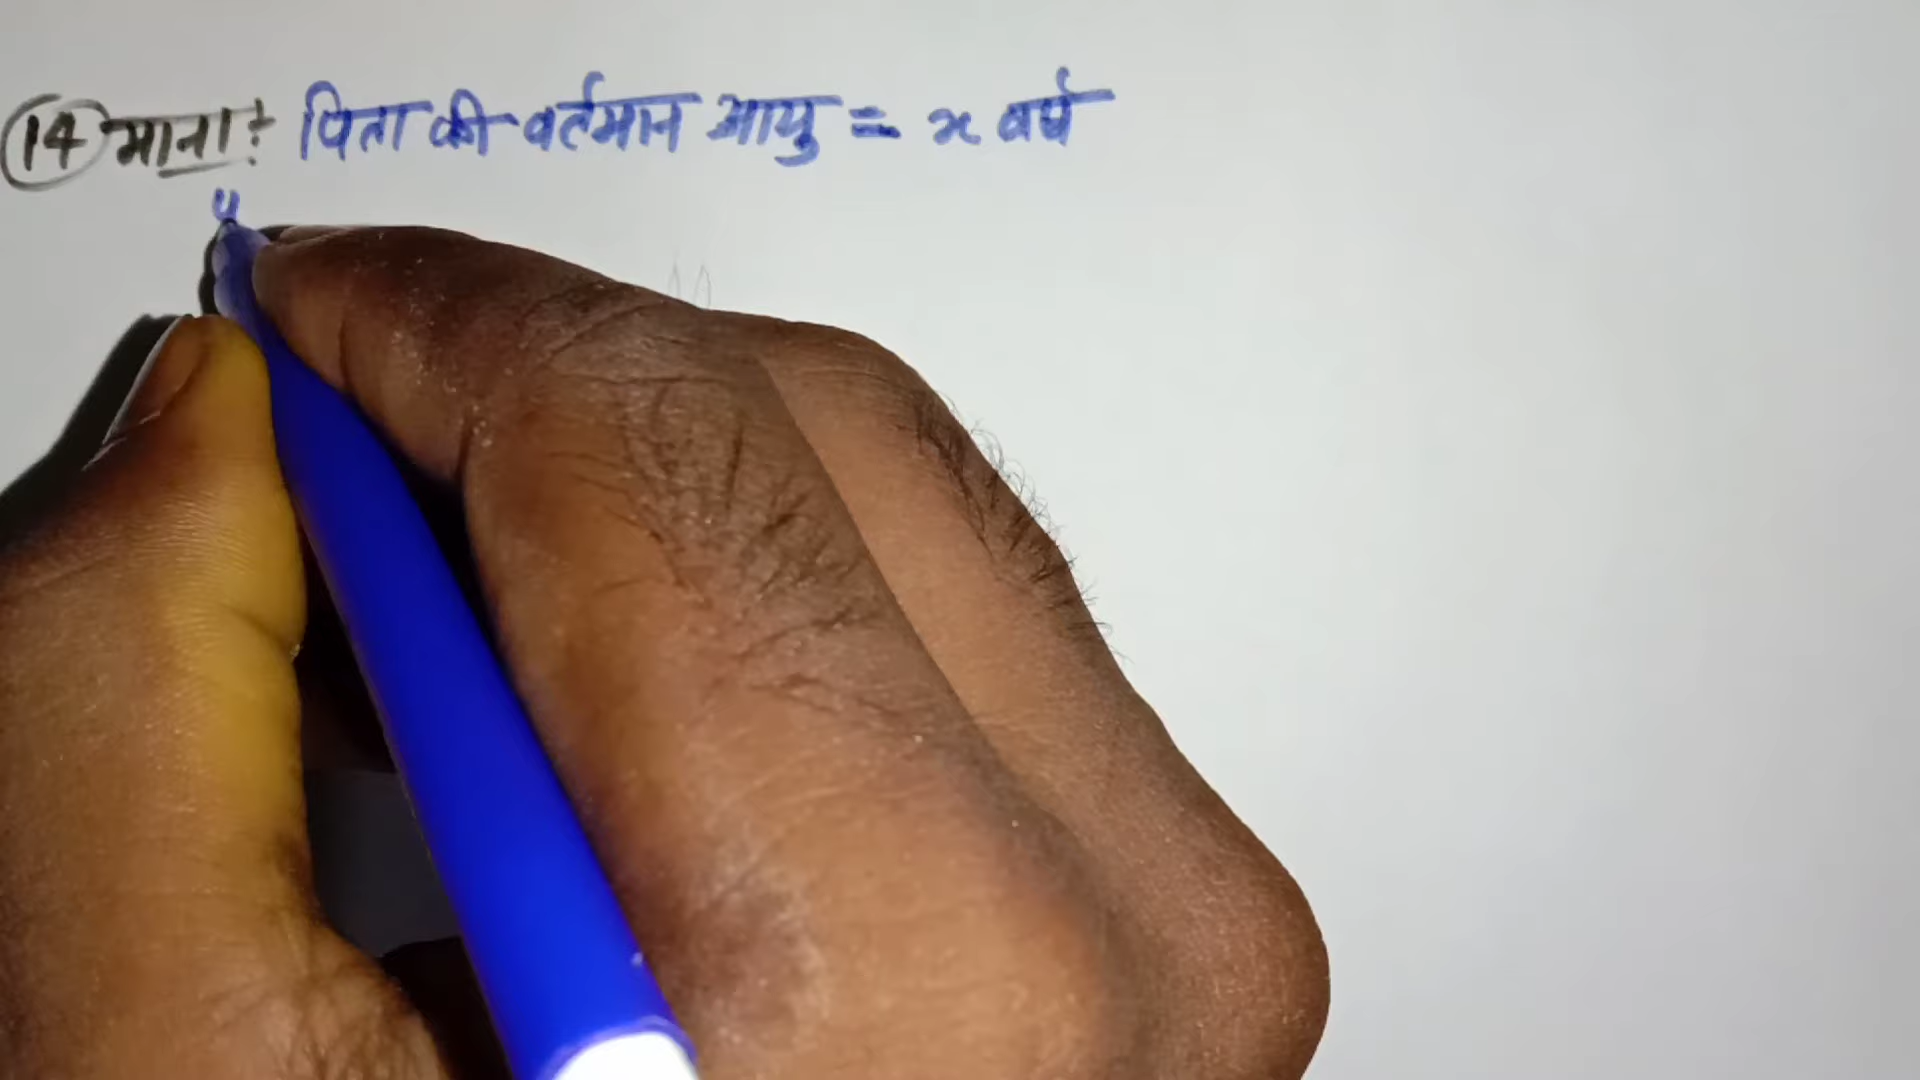 14 माना: पिता की वर्तमान आयु = x वर्ष